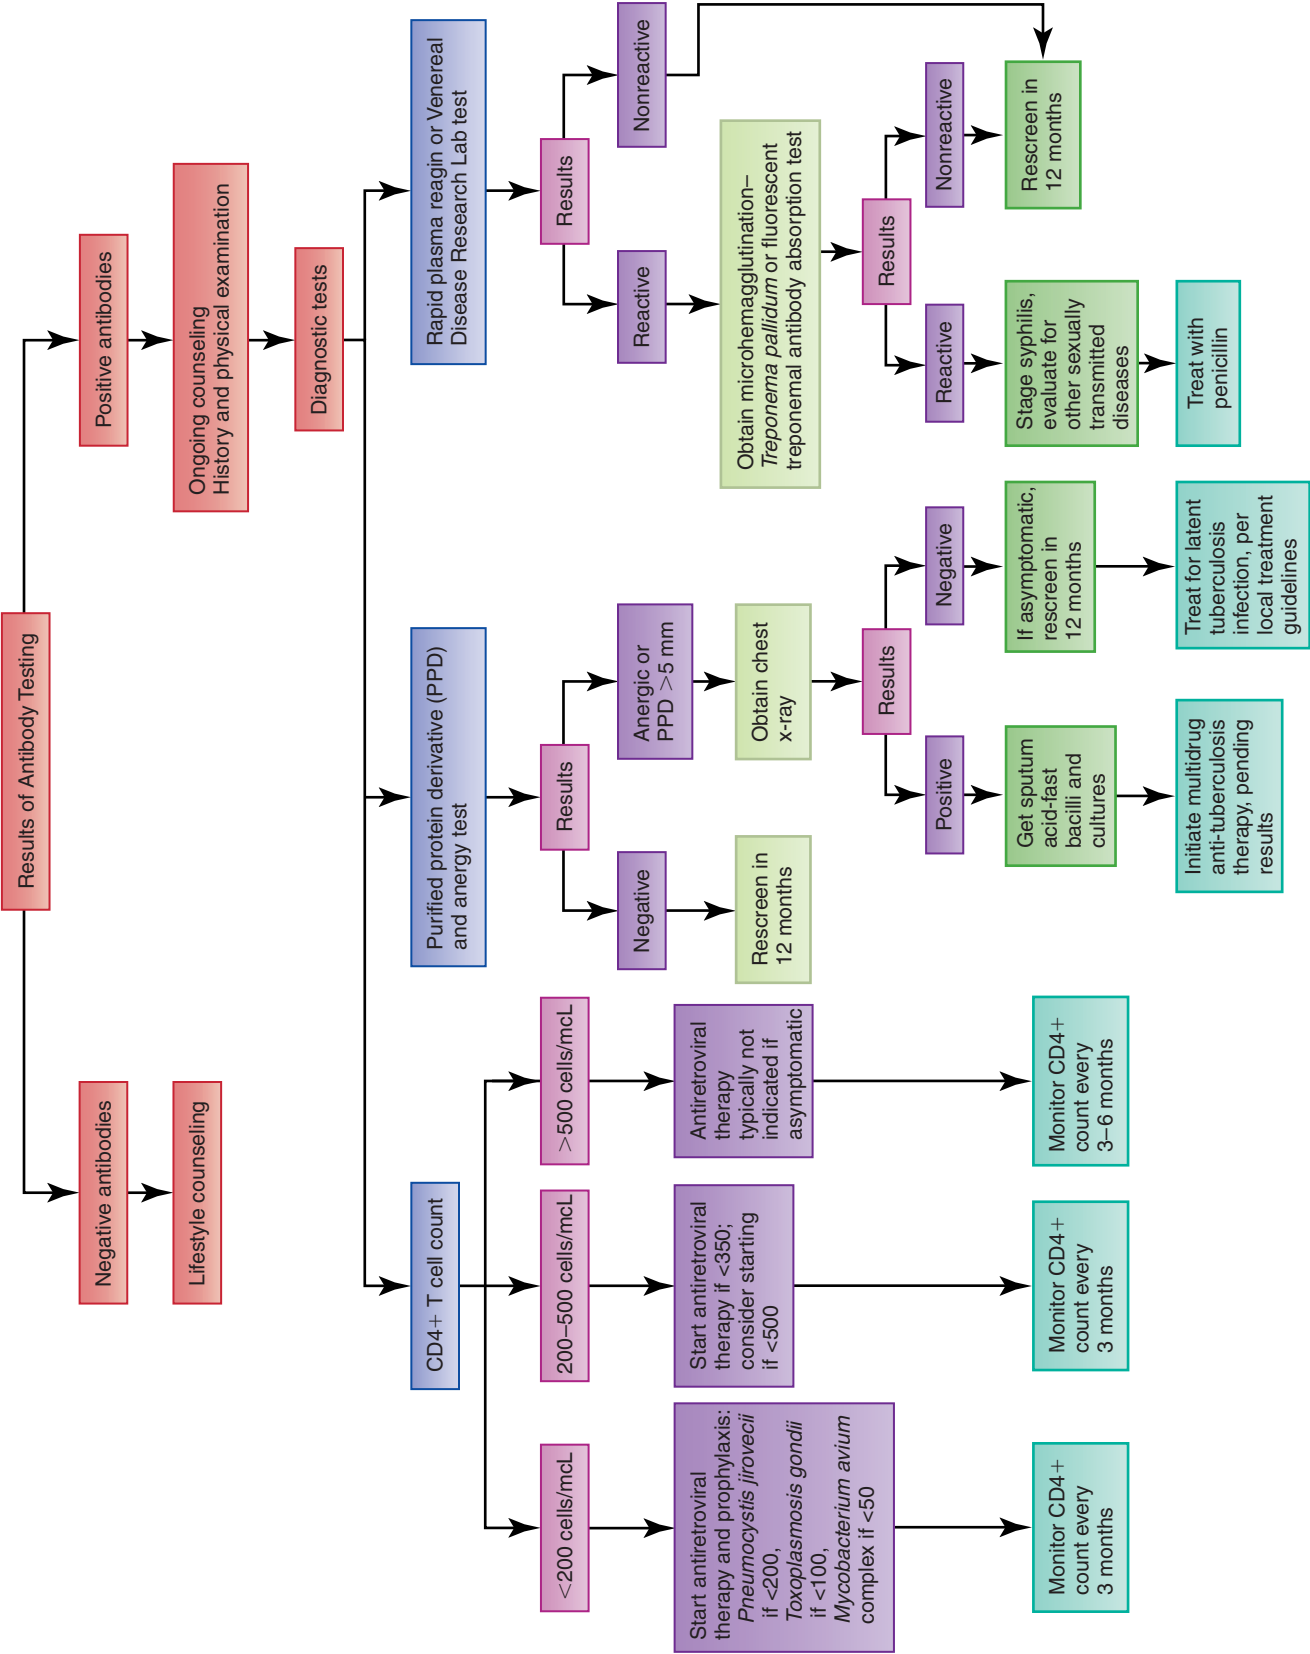 Results of Antibody Testing
Negative antibodies
Lifestyle counseling
Positive antibodies
Ongoing counseling
History and physical examination
Diagnostic tests
CD4+ T cell count
<200 cells/mcL
Start antiretroviral
therapy and prophylaxis:
Pneumocystis jirovecii
if <200,
Toxoplasmosis gondii
if <100,
Mycobacterium avium
complex if <50
Monitor CD4+
count every
3 months
200–500 cells/mcL
Start antiretroviral
therapy if <350;
consider starting
if <500
Monitor CD4+
count every
3 months
>500 cells/mcL
Antiretroviral
therapy
typically not
indicated if
asymptomatic
Monitor CD4+
count every
3–6 months
Purified protein derivative (PPD)
and anergy test
Results
Negative
Rescreen in
12 months
Anergic or
PPD >5 mm
Obtain chest
x-ray
Results
Positive
Get sputum
acid-fast
bacilli and
cultures
Initiate multidrug
anti-tuberculosis
therapy, pending
results
Negative
If asymptomatic,
rescreen in
12 months
Treat for latent
tuberculosis
infection, per
local treatment
guidelines
Rapid plasma reagin or Venereal
Disease Research Lab test
Results
Reactive
Obtain microhemagglutination–
Treponema pallidum or fluorescent
treponemal antibody absorption test
Results
Reactive
Stage syphilis,
evaluate for
other sexually
transmitted
diseases
Treat with
penicillin
Nonreactive
Nonreactive
Rescreen in
12 months